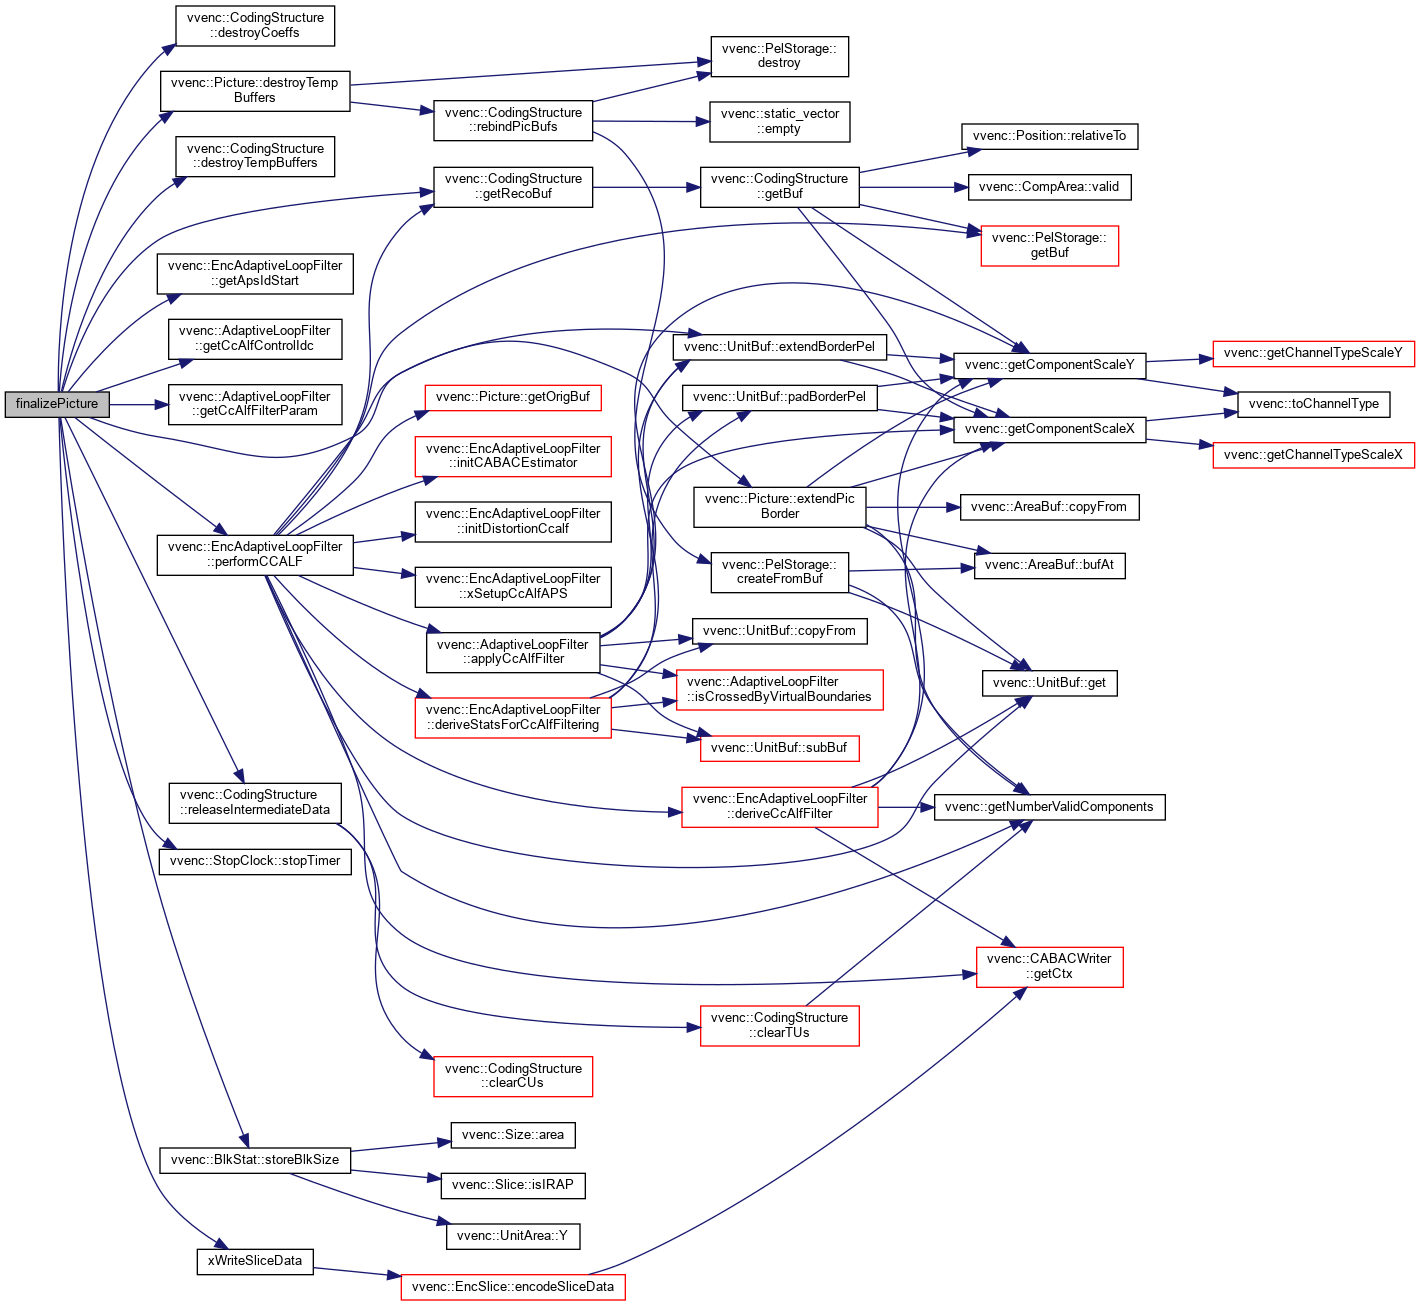 finalizePicture
vvenc::CodingStructure
::destroyCoeffs
vvenc::Picture::destroyTemp
Buffers
vvenc::CodingStructure
::destroyTempBuffers
vvenc::EncAdaptiveLoopFilter
::getApsIdStart
vvenc::AdaptiveLoopFilter
::getCcAlfControlIdc
vvenc::AdaptiveLoopFilter
::getCcAlfFilterParam
vvenc::EncAdaptiveLoopFilter
::performCCALF
vvenc::CodingStructure
::releaseIntermediateData
vvenc::StopClock::stopTimer
vvenc::BlkStat::storeBlkSize
xWriteSliceData
vvenc::CodingStructure
::rebindPicBufs
vvenc::CodingStructure
::getRecoBuf
vvenc::Picture::getOrigBuf
vvenc::EncAdaptiveLoopFilter
::initCABACEstimator
vvenc::EncAdaptiveLoopFilter
::initDistortionCcalf
vvenc::EncAdaptiveLoopFilter
::xSetupCcAlfAPS
vvenc::AdaptiveLoopFilter
::applyCcAlfFilter
vvenc::EncAdaptiveLoopFilter
::deriveStatsForCcAlfFiltering
vvenc::CodingStructure
::clearCUs
vvenc::Size::area
vvenc::Slice::isIRAP
vvenc::UnitArea::Y
vvenc::EncSlice::encodeSliceData
vvenc::PelStorage::
destroy
vvenc::static_vector
::empty
vvenc::CodingStructure
::getBuf
vvenc::UnitBuf::extendBorderPel
vvenc::UnitBuf::padBorderPel
vvenc::Picture::extendPic
Border
vvenc::PelStorage::
createFromBuf
vvenc::UnitBuf::copyFrom
vvenc::AdaptiveLoopFilter
::isCrossedByVirtualBoundaries
vvenc::UnitBuf::subBuf
vvenc::EncAdaptiveLoopFilter
::deriveCcAlfFilter
vvenc::CodingStructure
::clearTUs
vvenc::Position::relativeTo
vvenc::CompArea::valid
vvenc::PelStorage::
getBuf
vvenc::getComponentScaleY
vvenc::getComponentScaleX
vvenc::AreaBuf::copyFrom
vvenc::AreaBuf::bufAt
vvenc::UnitBuf::get
vvenc::getNumberValidComponents
vvenc::CABACWriter
::getCtx
vvenc::getChannelTypeScaleY
vvenc::toChannelType
vvenc::getChannelTypeScaleX